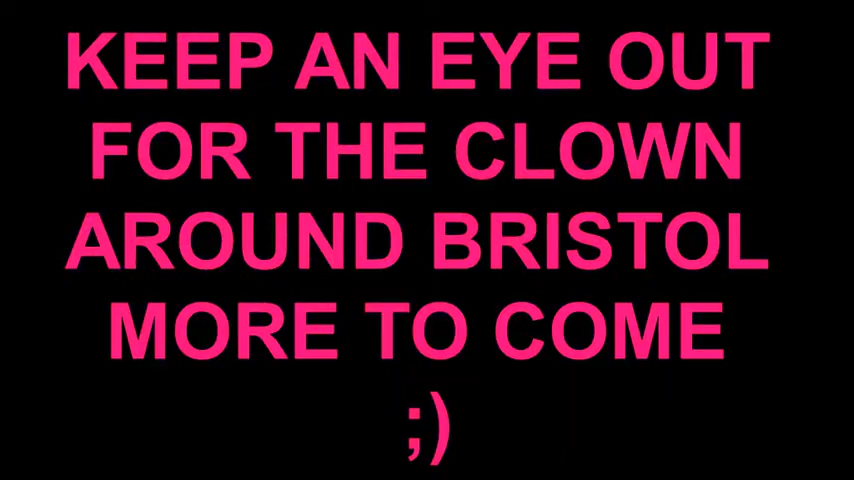 KEEP AN EYE OUT
FOR THE CLOWN
AROUND BRISTOL
MORE TO COME
;)